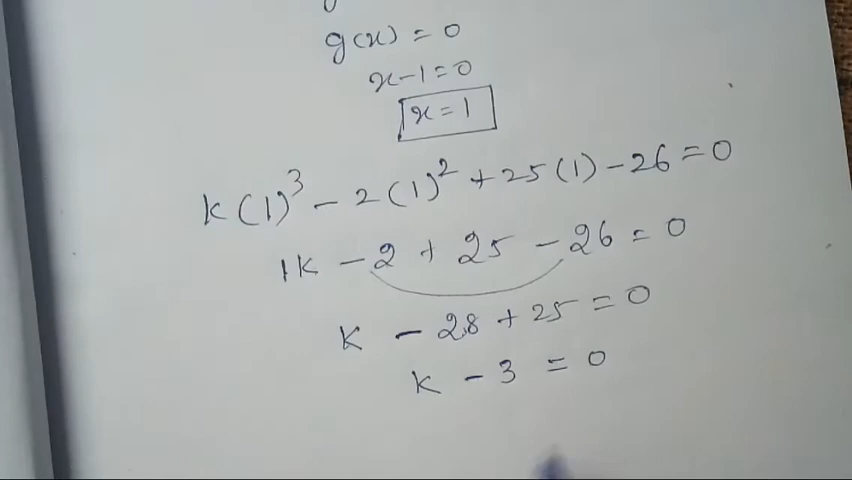 g(x) = 0
x-1=0
x = 1
k(1)³ - 2(1)² + 25(1) - 26 = 0
1k - 2 + 25 - 26 = 0
k - 28 + 25 = 0
k - 3 = 0